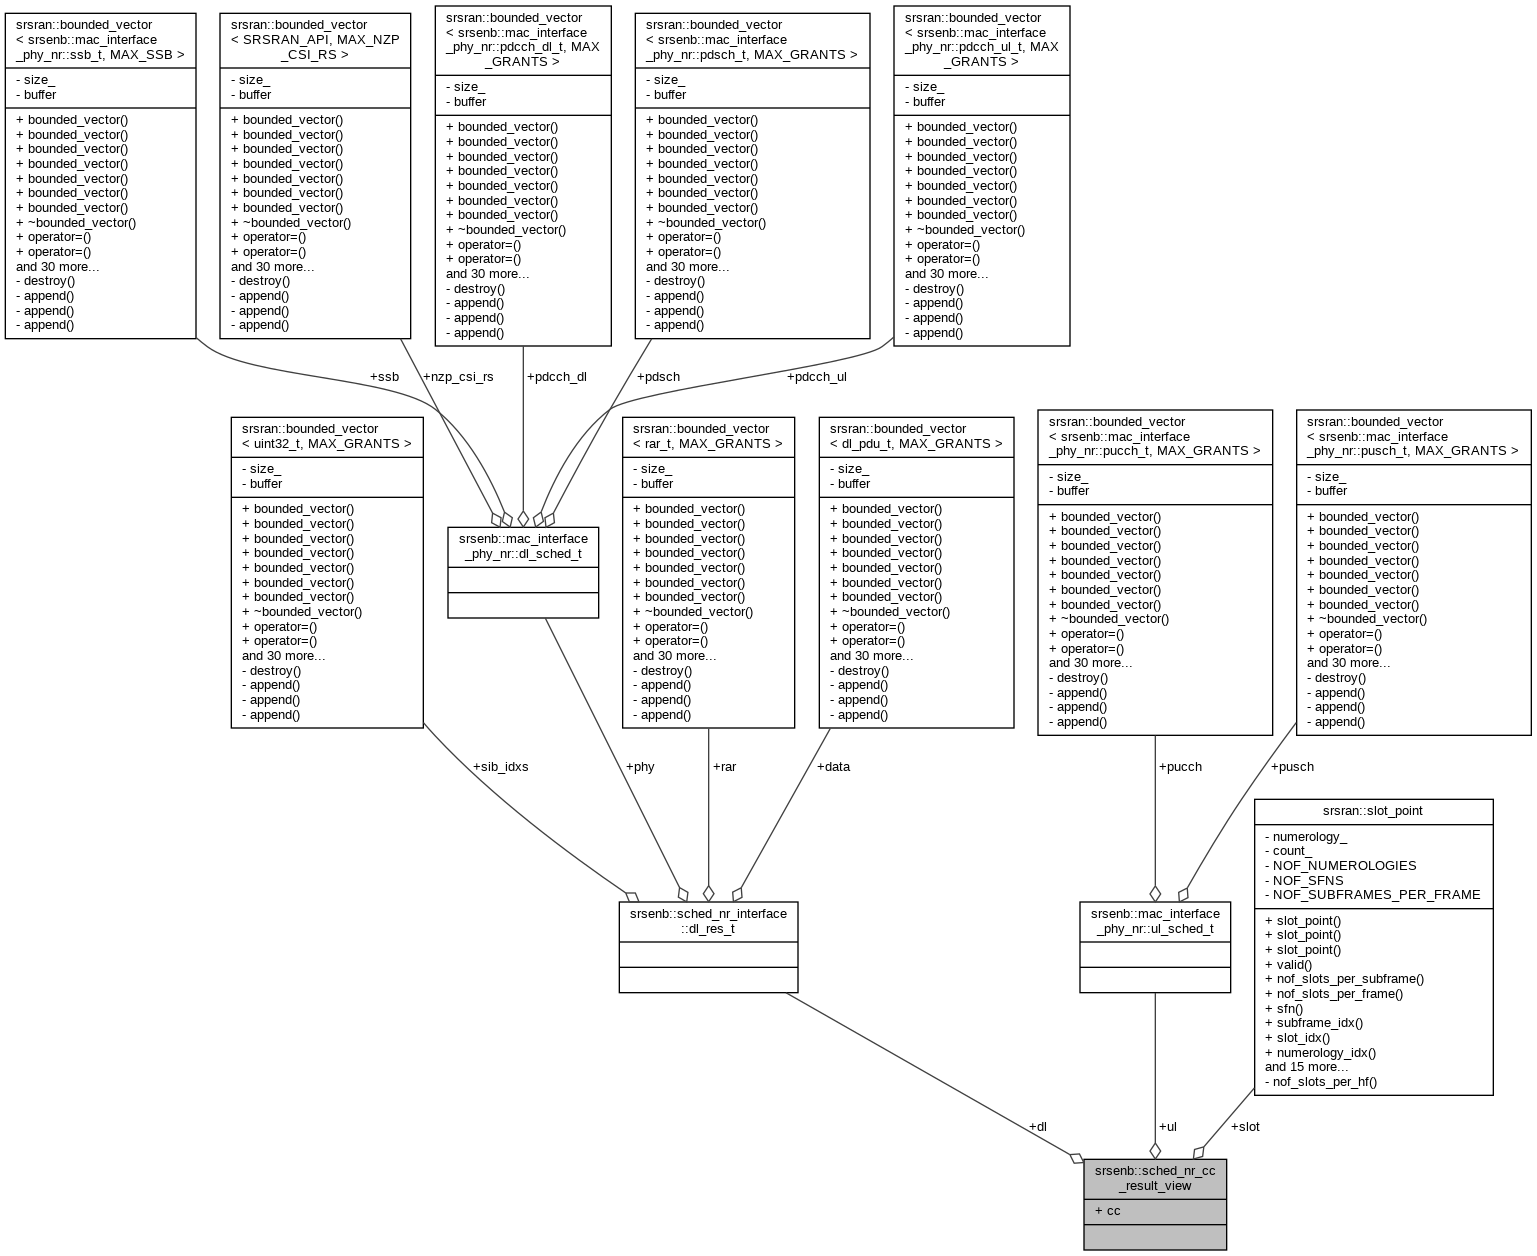 srsran::bounded_vector
< srsenb::mac_interface
_phy_nr::ssb_t, MAX_SSB >
- size_
- buffer
+ bounded_vector()
+ bounded_vector()
+ bounded_vector()
+ bounded_vector()
+ bounded_vector()
+ bounded_vector()
+ bounded_vector()
+ ~bounded_vector()
+ operator=()
+ operator=()
and 30 more...
- destroy()
- append()
- append()
- append()
srsran::bounded_vector
< SRSRAN_API, MAX_NZP
_CSI_RS >
- size_
- buffer
+ bounded_vector()
+ bounded_vector()
+ bounded_vector()
+ bounded_vector()
+ bounded_vector()
+ bounded_vector()
+ bounded_vector()
+ ~bounded_vector()
+ operator=()
+ operator=()
and 30 more...
- destroy()
- append()
- append()
- append()
srsran::bounded_vector
< srsenb::mac_interface
_phy_nr::pdcch_dl_t, MAX
_GRANTS >
- size_
- buffer
+ bounded_vector()
+ bounded_vector()
+ bounded_vector()
+ bounded_vector()
+ bounded_vector()
+ bounded_vector()
+ bounded_vector()
+ ~bounded_vector()
+ operator=()
+ operator=()
and 30 more...
- destroy()
- append()
- append()
- append()
srsran::bounded_vector
< srsenb::mac_interface
_phy_nr::pdsch_t, MAX_GRANTS >
- size_
- buffer
+ bounded_vector()
+ bounded_vector()
+ bounded_vector()
+ bounded_vector()
+ bounded_vector()
+ bounded_vector()
+ bounded_vector()
+ ~bounded_vector()
+ operator=()
+ operator=()
and 30 more...
- destroy()
- append()
- append()
- append()
srsran::bounded_vector
< srsenb::mac_interface
_phy_nr::pdcch_ul_t, MAX
_GRANTS >
- size_
- buffer
+ bounded_vector()
+ bounded_vector()
+ bounded_vector()
+ bounded_vector()
+ bounded_vector()
+ bounded_vector()
+ bounded_vector()
+ ~bounded_vector()
+ operator=()
+ operator=()
and 30 more...
- destroy()
- append()
- append()
- append()
+ssb
+nzp_csi_rs
+pdcch_dl
+pdsch
+pdcch_ul
srsran::bounded_vector
< uint32_t, MAX_GRANTS >
- size_
- buffer
+ bounded_vector()
+ bounded_vector()
+ bounded_vector()
+ bounded_vector()
+ bounded_vector()
+ bounded_vector()
+ bounded_vector()
+ ~bounded_vector()
+ operator=()
+ operator=()
and 30 more...
- destroy()
- append()
- append()
- append()
srsenb::mac_interface
_phy_nr::dl_sched_t
srsran::bounded_vector
< rar_t, MAX_GRANTS >
- size_
- buffer
+ bounded_vector()
+ bounded_vector()
+ bounded_vector()
+ bounded_vector()
+ bounded_vector()
+ bounded_vector()
+ bounded_vector()
+ ~bounded_vector()
+ operator=()
+ operator=()
and 30 more...
- destroy()
- append()
- append()
- append()
srsran::bounded_vector
< dl_pdu_t, MAX_GRANTS >
- size_
- buffer
+ bounded_vector()
+ bounded_vector()
+ bounded_vector()
+ bounded_vector()
+ bounded_vector()
+ bounded_vector()
+ bounded_vector()
+ ~bounded_vector()
+ operator=()
+ operator=()
and 30 more...
- destroy()
- append()
- append()
- append()
srsran::bounded_vector
< srsenb::mac_interface
_phy_nr::pucch_t, MAX_GRANTS >
- size_
- buffer
+ bounded_vector()
+ bounded_vector()
+ bounded_vector()
+ bounded_vector()
+ bounded_vector()
+ bounded_vector()
+ bounded_vector()
+ ~bounded_vector()
+ operator=()
+ operator=()
and 30 more...
- destroy()
- append()
- append()
- append()
srsran::bounded_vector
< srsenb::mac_interface
_phy_nr::pusch_t, MAX_GRANTS >
- size_
- buffer
+ bounded_vector()
+ bounded_vector()
+ bounded_vector()
+ bounded_vector()
+ bounded_vector()
+ bounded_vector()
+ bounded_vector()
+ ~bounded_vector()
+ operator=()
+ operator=()
and 30 more...
- destroy()
- append()
- append()
- append()
+sib_idxs
+phy
+rar
+data
+pucch
+pusch
srsenb::sched_nr_interface
::dl_res_t
srsenb::mac_interface
_phy_nr::ul_sched_t
srsran::slot_point
- numerology_
- count_
- NOF_NUMEROLOGIES
- NOF_SFNS
- NOF_SUBFRAMES_PER_FRAME
+ slot_point()
+ slot_point()
+ slot_point()
+ valid()
+ nof_slots_per_subframe()
+ nof_slots_per_frame()
+ sfn()
+ subframe_idx()
+ slot_idx()
+ numerology_idx()
and 15 more...
- nof_slots_per_hf()
+dl
+ul
+slot
srsenb::sched_nr_cc
_result_view
+ cc